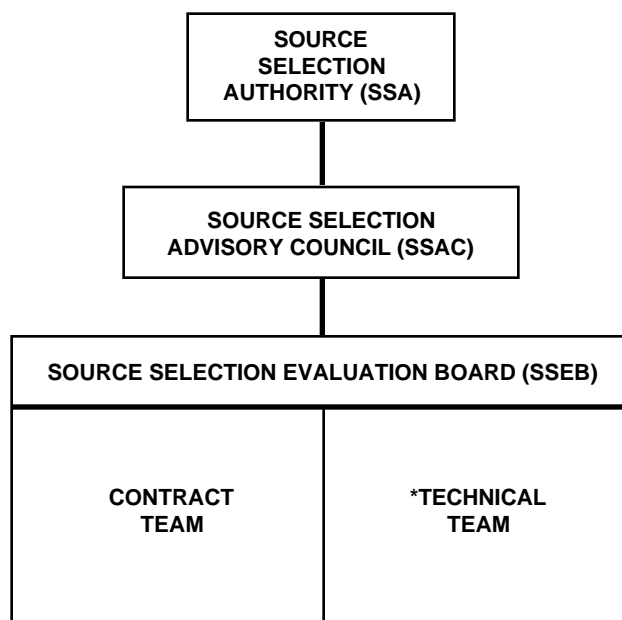 SOURCE
SELECTION
AUTHORITY (SSA)
SOURCE SELECTION
ADVISORY COUNCIL (SSAC)
SOURCE SELECTION EVALUATION BOARD (SSEB)
CONTRACT
TEAM
*TECHNICAL
TEAM